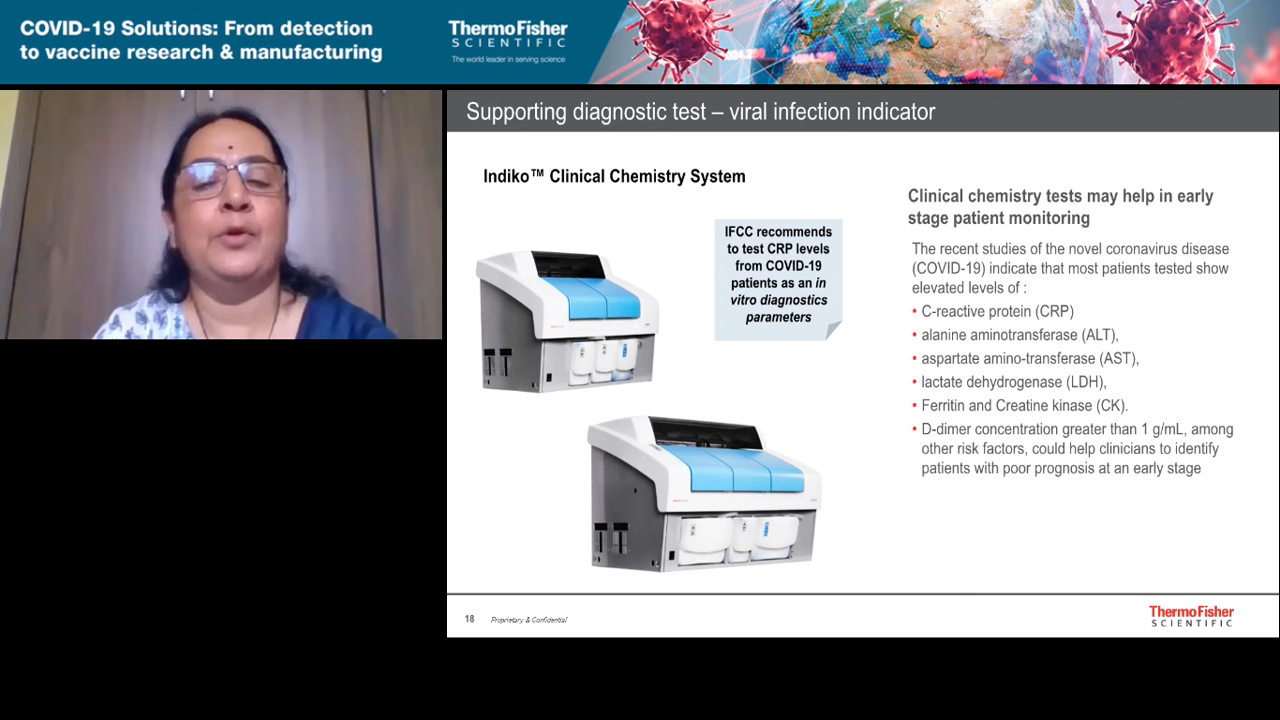 COVID-19 Solutions: From detection
to vaccine research & manufacturing
ThermoFisher
SCIENTIFIC
The world leader in serving science
Supporting diagnostic test – viral infection indicator
Indiko™ Clinical Chemistry System
IFCC recommends
to test CRP levels
from COVID-19
patients as an in
vitro diagnostics
parameters
Clinical chemistry tests may help in early
stage patient monitoring
The recent studies of the novel coronavirus disease
(COVID-19) indicate that most patients tested show
elevated levels of :
• C-reactive protein (CRP)
• alanine aminotransferase (ALT),
• aspartate amino-transferase (AST),
• lactate dehydrogenase (LDH),
• Ferritin and Creatine kinase (CK).
• D-dimer concentration greater than 1 g/mL, among
other risk factors, could help clinicians to identify
patients with poor prognosis at an early stage
18 Proprietary & Confidential
ThermoFisher
SCIENTIFIC